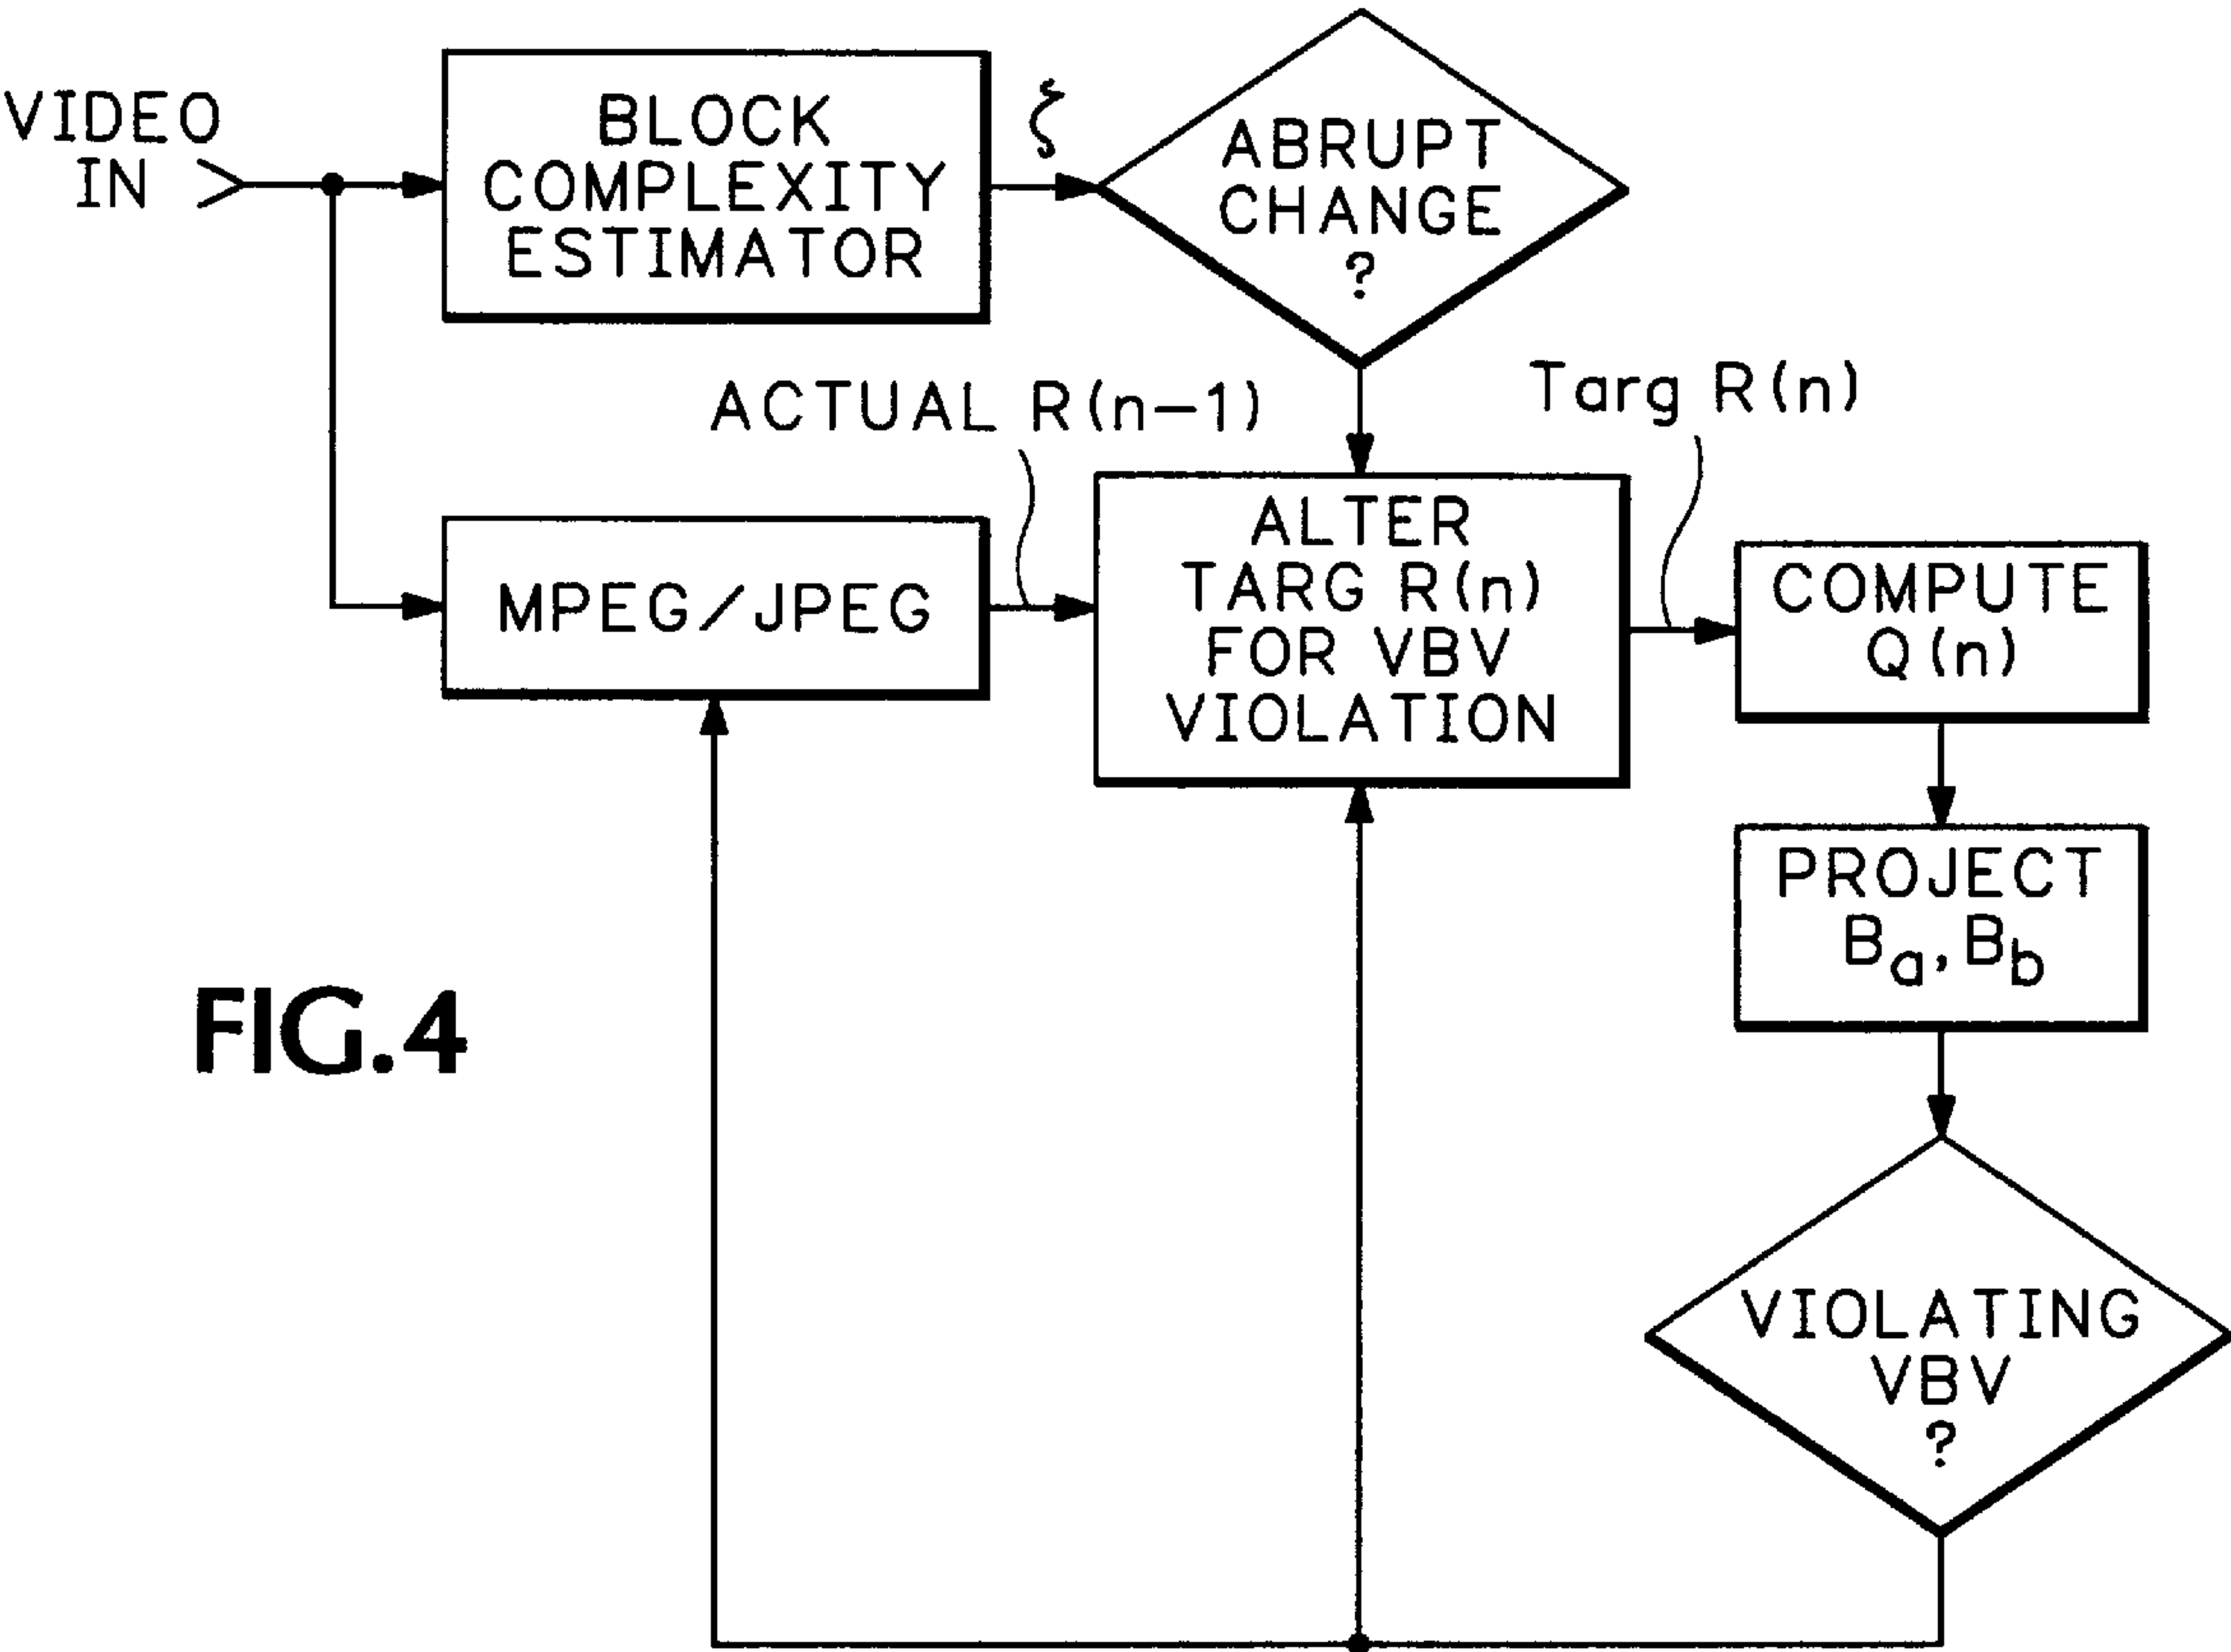 VIDEO
IN
BLOCK
COMPLEXITY
ESTIMATOR
ζ
ABRUPT
CHANGE
?
ACTUAL R(n-1)
Targ R(n)
MPEG/JPEG
ALTER
TARG R(n)
FOR VBV
VIOLATION
COMPUTE
Q(n)
PROJECT
Ba, Bb
VIOLATING
VBV
?
FIG.4